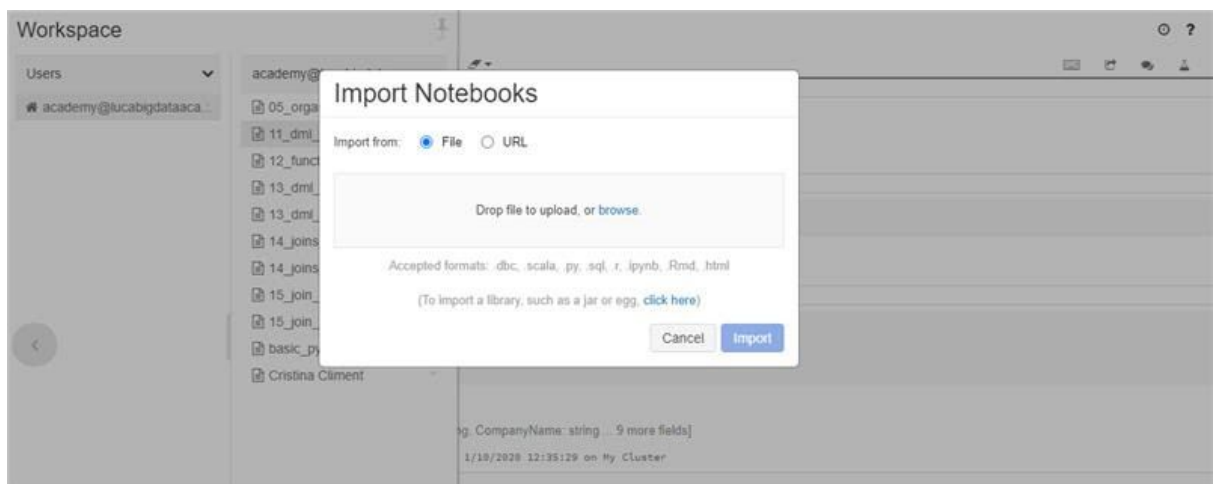 Workspace
?
Users
academy@
academy@lucabigdataaca...
05_orga
11_dml_
12_funct
13_dml_
13_dml_
14_joins
14_joins
15_join_
15_join_
basic_py
Cristina Climent
Import Notebooks
Import from: File URL
Drop file to upload, or browse.
Accepted formats: .dbc, .scala, .py, .sql, .r, .ipynb, .Rmd, .html
(To import a library, such as a jar or egg, click here)
Cancel Import
ng, CompanyName: string ... 9 more fields]
1/10/2020 12:35:29 on My Cluster